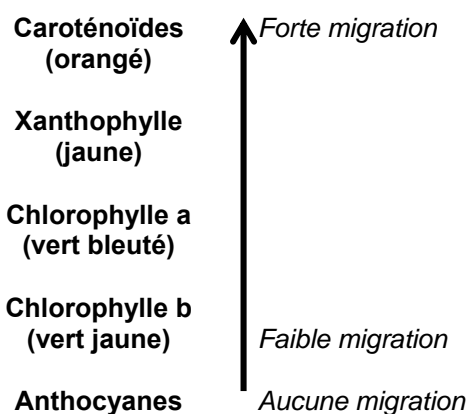 Caroténoïdes Forte migration
(orangé)
Xanthophylle
(jaune)
Chlorophylle a
(vert bleuté)
Chlorophylle b
(vert jaune) Faible migration
Anthocyanes Aucune migration